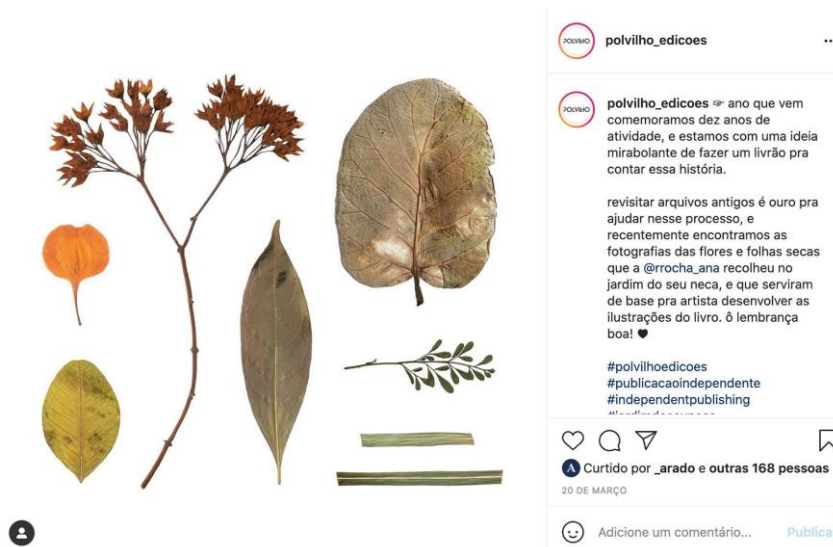 POLVILHO
polvilho_edicoes
POLVILHO
polvilho_edicoes ☞ ano que vem
comemoramos dez anos de
atividade, e estamos com uma ideia
mirabolante de fazer um livrão pra
contar essa história.
revisitar arquivos antigos é ouro pra
ajudar nesse processo, e
recentemente encontramos as
fotografias das flores e folhas secas
que a @rrocha_ana recolheu no
jardim do seu neca, e que serviram
de base pra artista desenvolver as
ilustrações do livro. ô lembrança
boa! 🖤
#polvilhoedicoes
#publicacaoindependente
#independentpublishing
A Curtido por _arado e outras 168 pessoas
20 DE MARÇO
Adicione um comentário... Publica